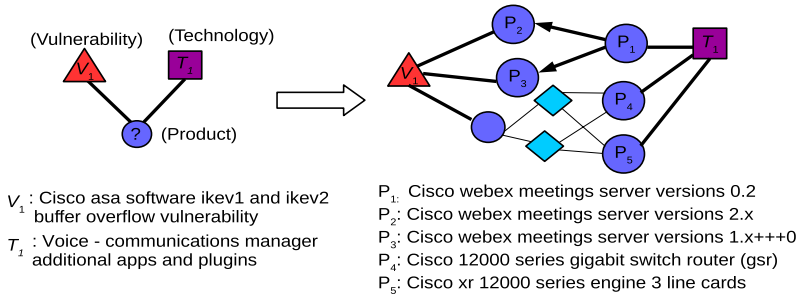 (Vulnerability)
(Technology)
V1
T1
?
(Product)
P2
P1
T1
V1
P3
P4
P5
V1 : Cisco asa software ikev1 and ikev2
buffer overflow vulnerability
T1 : Voice - communications manager
additional apps and plugins
P1: Cisco webex meetings server versions 0.2
P2: Cisco webex meetings server versions 2.x
P3: Cisco webex meetings server versions 1.x+++0
P4: Cisco 12000 series gigabit switch router (gsr)
P5: Cisco xr 12000 series engine 3 line cards